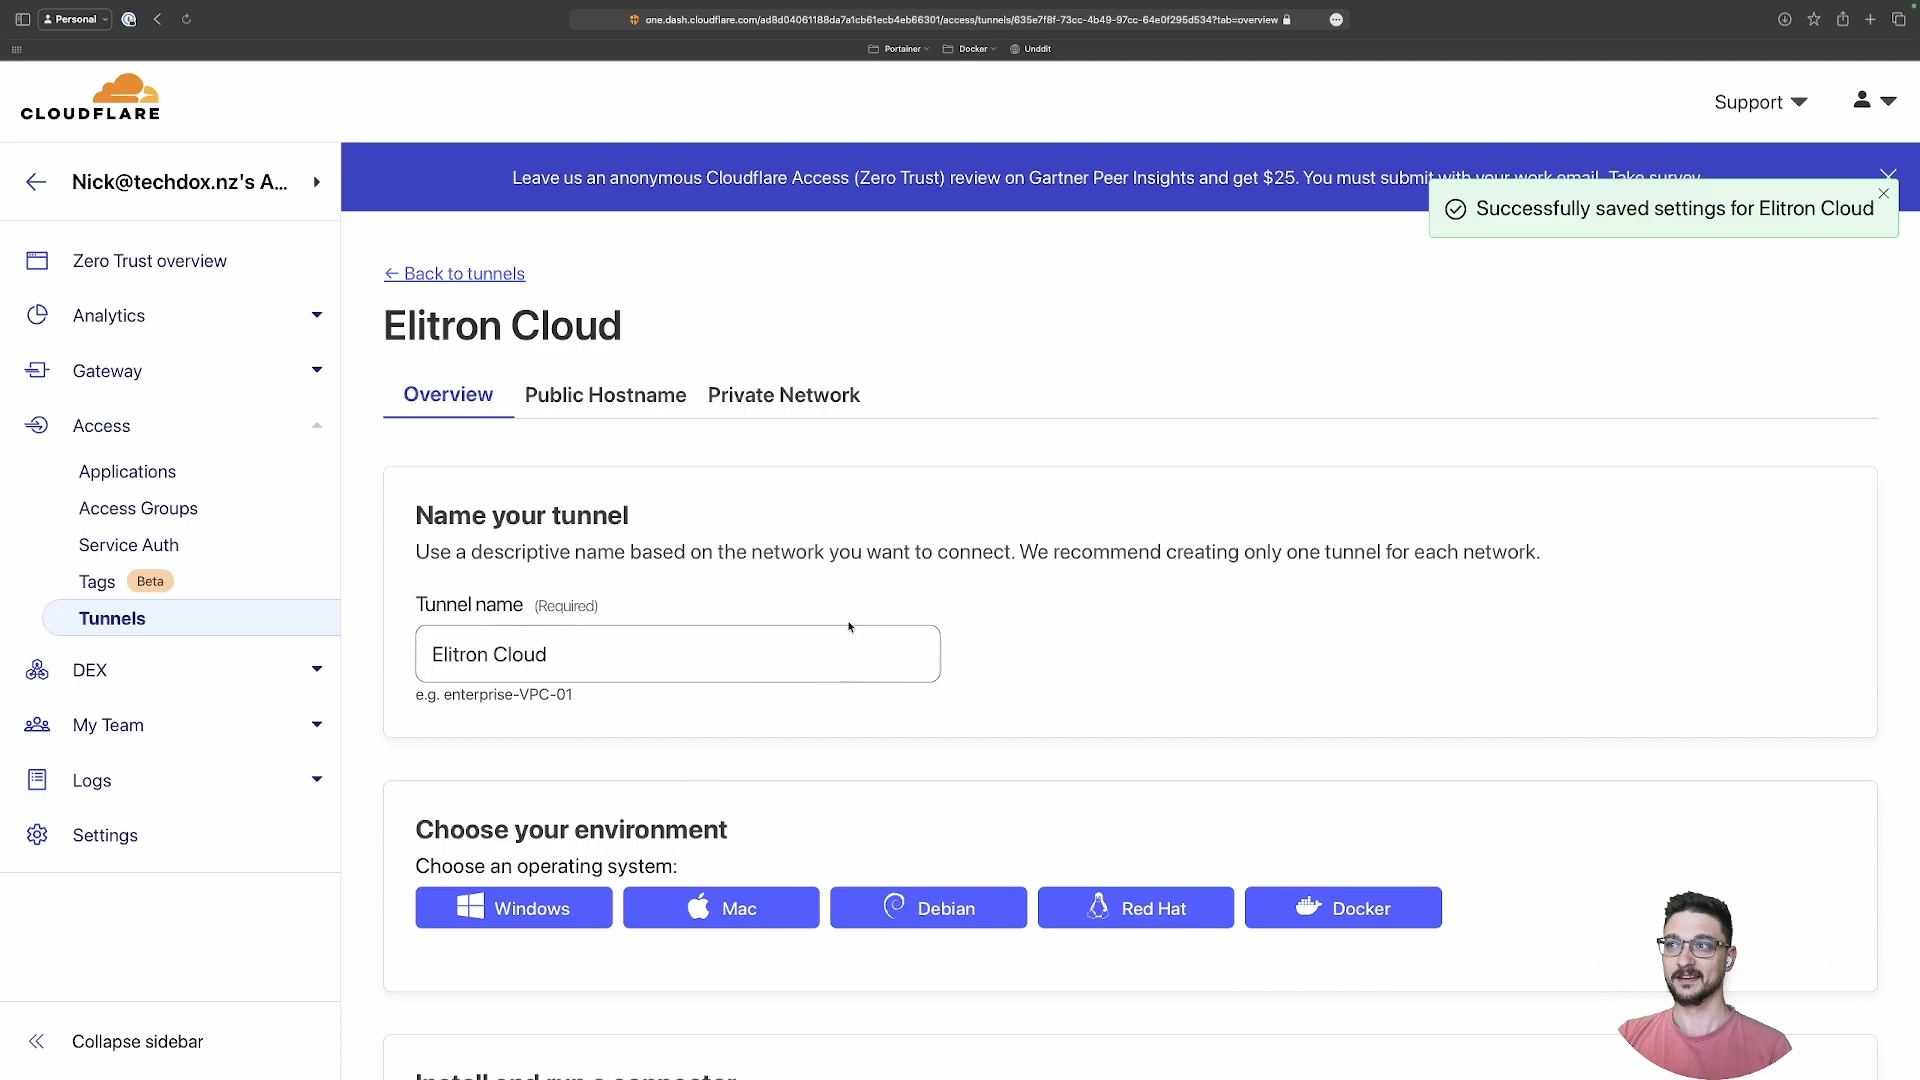 Personal
one.dash.cloudflare.com/ad8d04061188da7a1cb61ecb4eb66301/access/tunnels/635e7f8f-73cc-4b49-97cc-64e0f295d534?tab=overview
Portainer
Docker
Unddit
CLOUDFLARE
Support
Nick@techdox.nz's A...
Leave us an anonymous Cloudflare Access (Zero Trust) review on Gartner Peer Insights and get $25. You must submit with your work email. Take survey
Successfully saved settings for Elitron Cloud
Zero Trust overview
Analytics
Gateway
Access
Applications
Access Groups
Service Auth
Tags Beta
Tunnels
DEX
My Team
Logs
Settings
Collapse sidebar
← Back to tunnels
Elitron Cloud
Overview Public Hostname Private Network
Name your tunnel
Use a descriptive name based on the network you want to connect. We recommend creating only one tunnel for each network.
Tunnel name (Required)
Elitron Cloud
e.g. enterprise-VPC-01
Choose your environment
Choose an operating system:
Windows Mac Debian Red Hat Docker
Install and run a connector